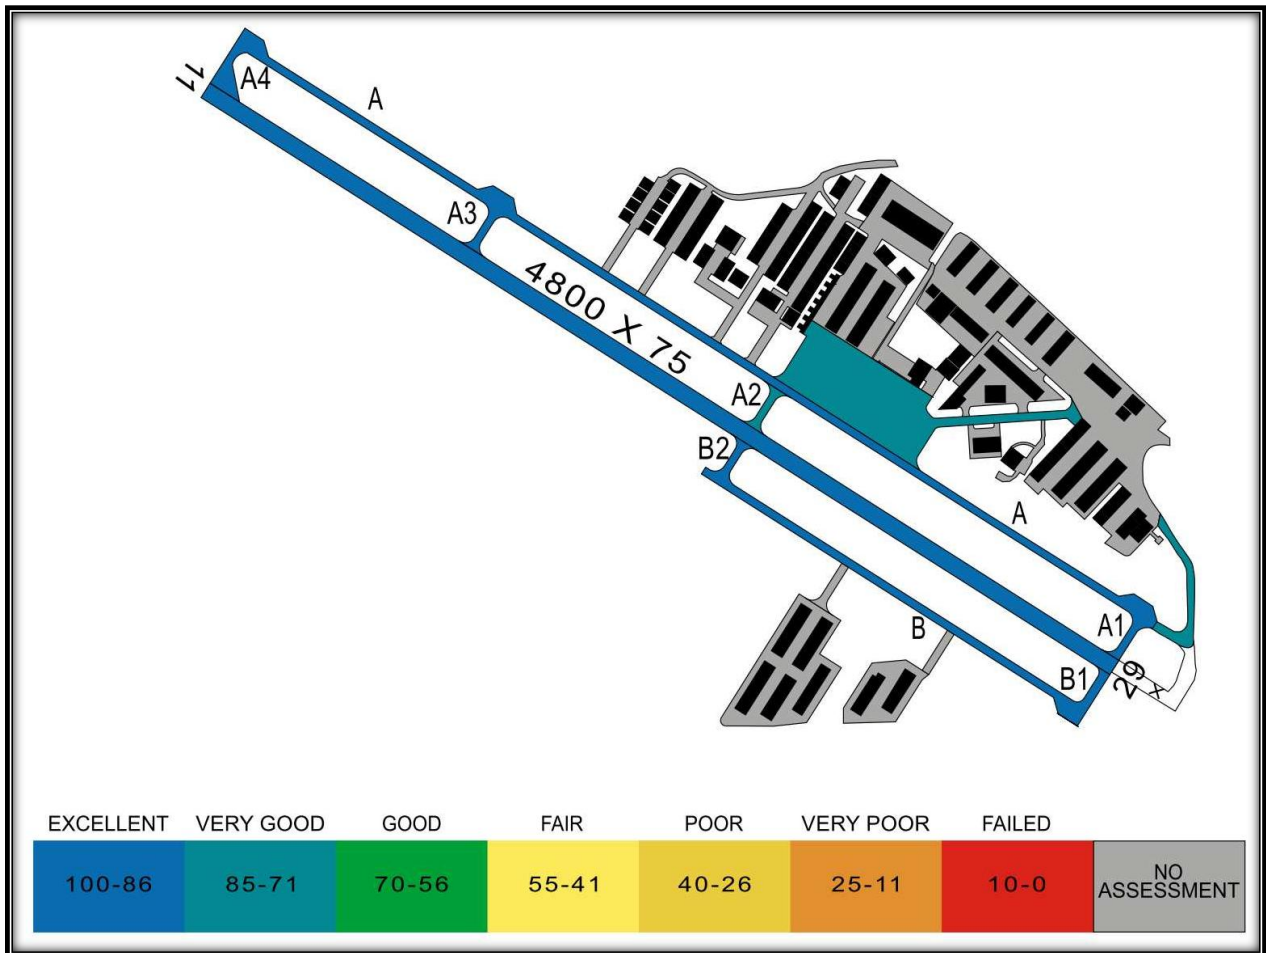 11
A4
A
A3
4800 X 75
A2
B2
A
A1
B
B1
29
X
EXCELLENT
VERY GOOD
GOOD
FAIR
POOR
VERY POOR
FAILED
100-86
85-71
70-56
55-41
40-26
25-11
10-0
NO
ASSESSMENT